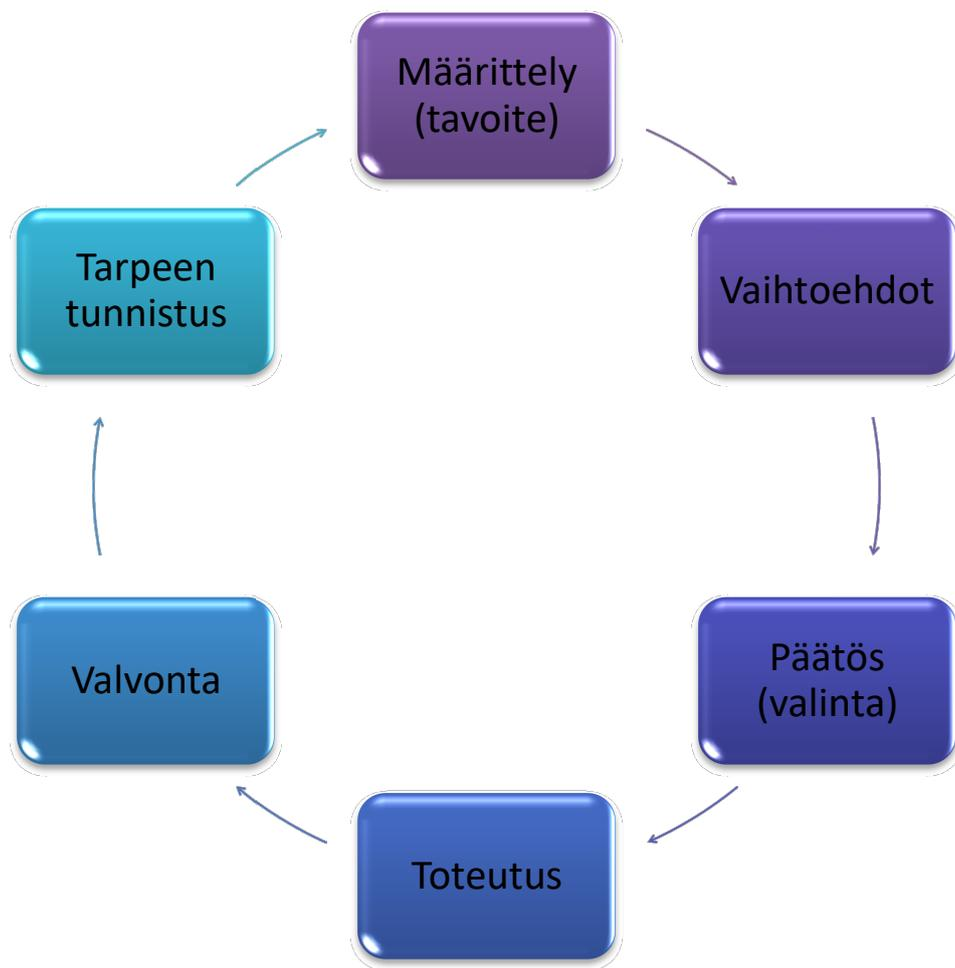 Määrittely
(tavoite)
Vaihtoehdot
Päätös
(valinta)
Toteutus
Valvonta
Tarpeen
tunnistus